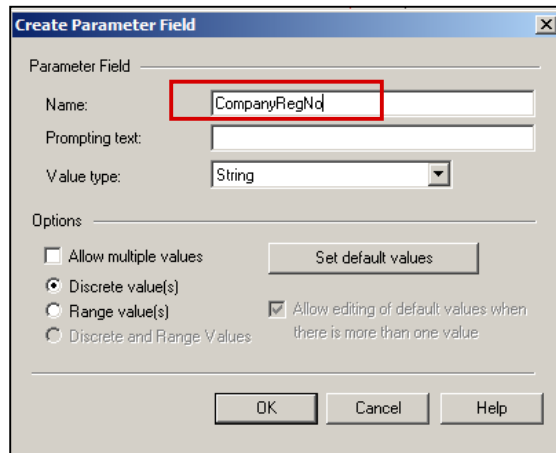 Create Parameter Field
Parameter Field
Name: CompanyRegNo
Prompting text:
Value type: String
Options
Allow multiple values Set default values
Discrete value(s)
Range value(s) Allow editing of default values when
Discrete and Range Values there is more than one value
OK Cancel Help